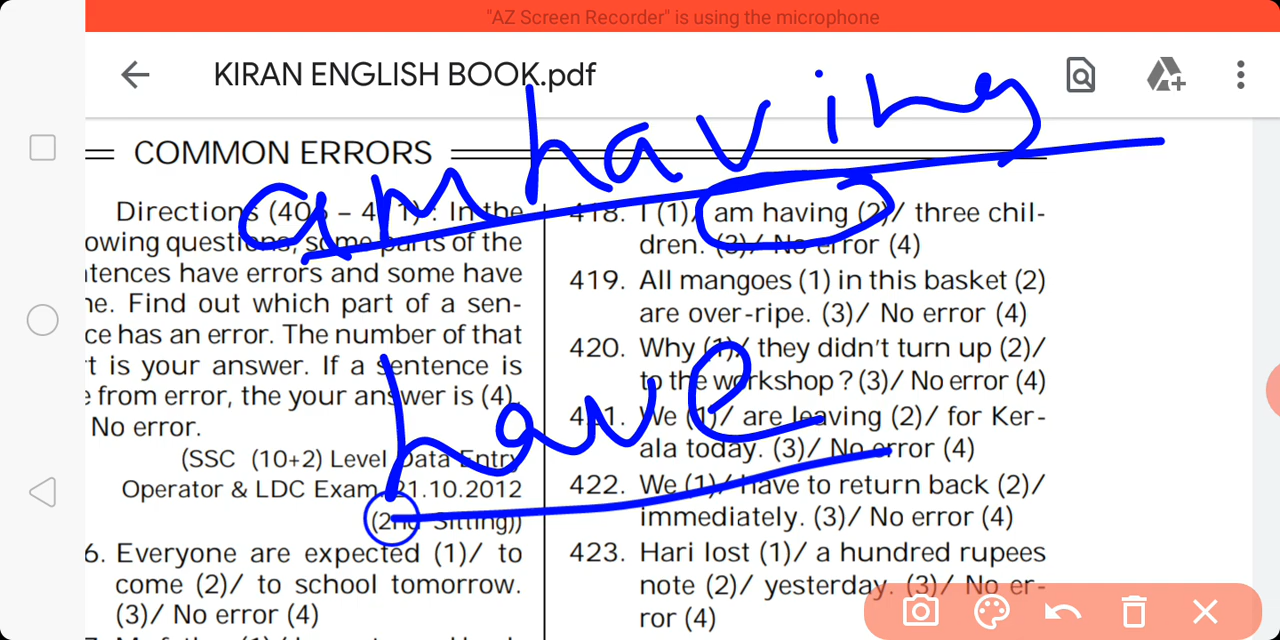 "AZ Screen Recorder" is using the microphone
KIRAN ENGLISH BOOK.pdf
am having
COMMON ERRORS
Directions (406 – 411) : In the
owing questions, some parts of the
tences have errors and some have
ne. Find out which part of a sen-
ce has an error. The number of that
rt is your answer. If a sentence is
e from error, the your answer is (4)
No error.
(SSC (10+2) Level Data Entry
Operator & LDC Exam. 21.10.2012
(2nd Sitting))
6. Everyone are expected (1)/ to
come (2)/ to school tomorrow.
(3)/ No error (4)
have
418. I (1)/ am having (2)/ three chil-
dren. (3)/ No error (4)
419. All mangoes (1) in this basket (2)
are over-ripe. (3)/ No error (4)
420. Why (1)/ they didn't turn up (2)/
to the workshop ? (3)/ No error (4)
421. We (1)/ are leaving (2)/ for Ker-
ala today. (3)/ No error (4)
422. We (1)/ have to return back (2)/
immediately. (3)/ No error (4)
423. Hari lost (1)/ a hundred rupees
note (2)/ yesterday. (3)/ No er-
ror (4)